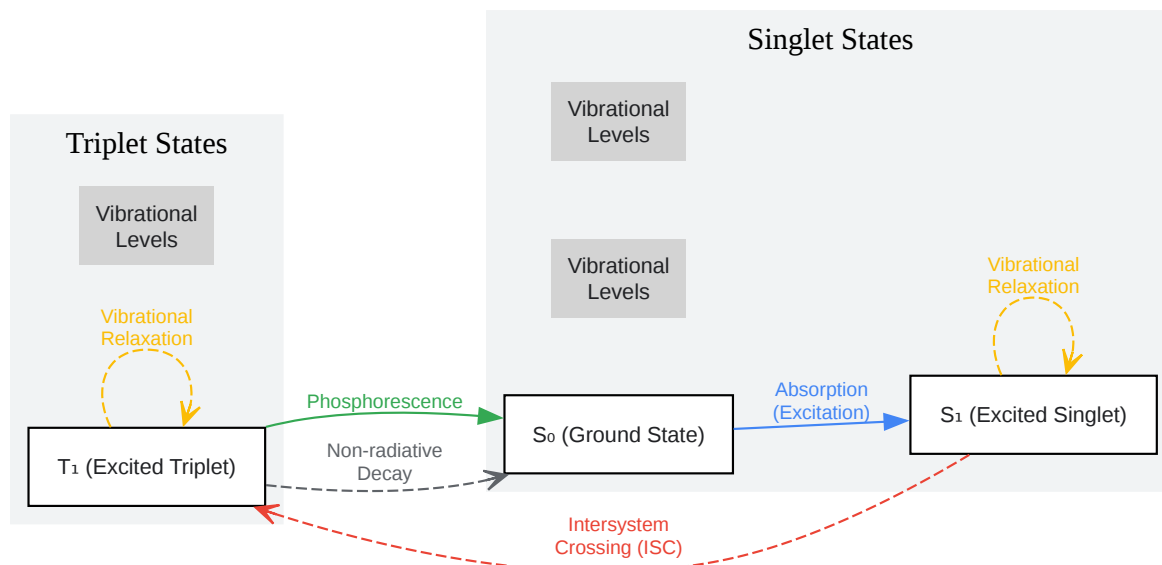 Singlet States
Vibrational
Levels
Triplet States
Vibrational
Levels
Vibrational
Levels
Vibrational
Relaxation
Vibrational
Relaxation
Phosphorescence
Absorption
(Excitation)
S₀ (Ground State)
S₁ (Excited Singlet)
T₁ (Excited Triplet)
Non-radiative
Decay
Intersystem
Crossing (ISC)